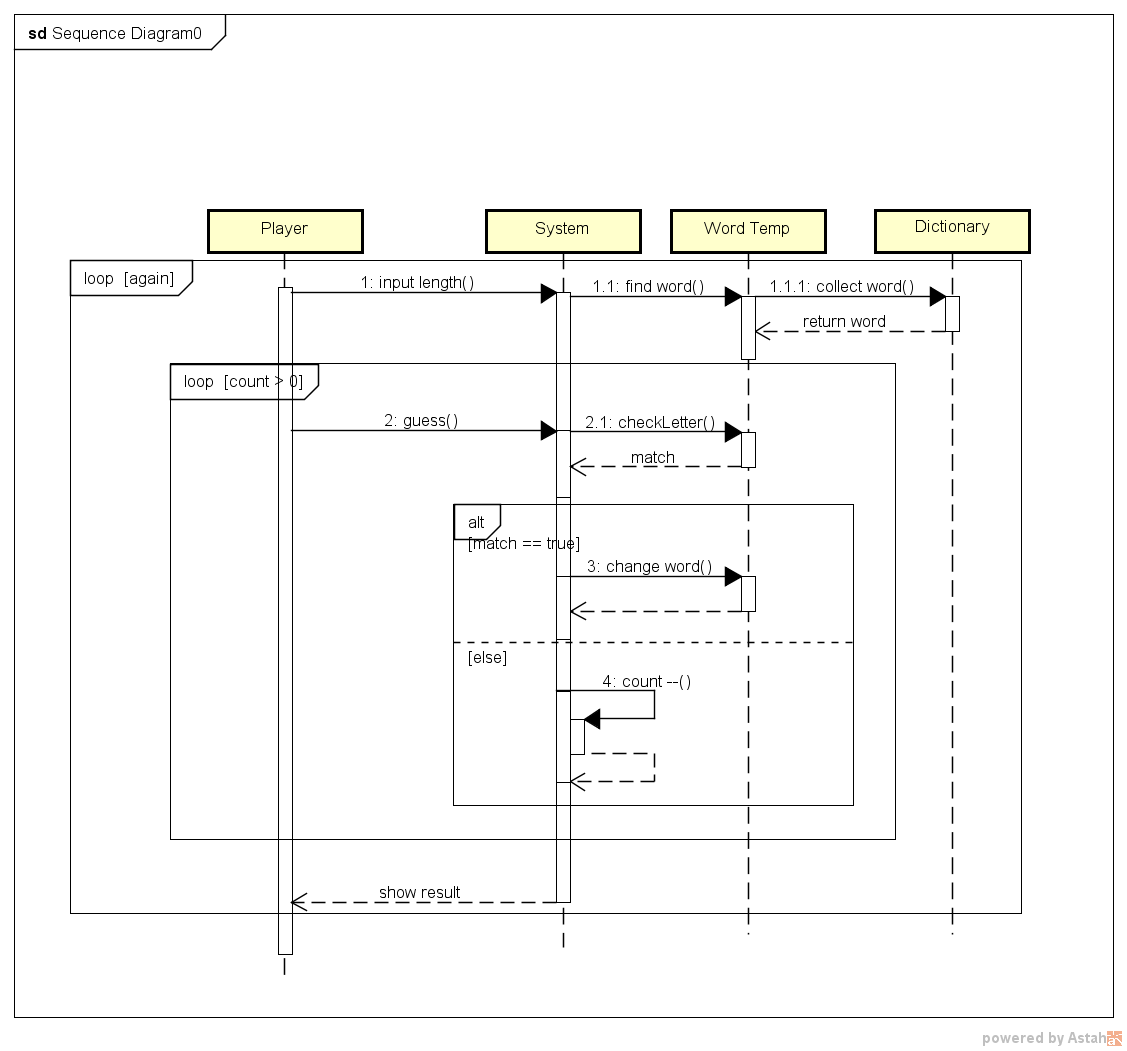 sd Sequence Diagram0
Player
System
Word Temp
Dictionary
loop [again]
1: input length()
1.1: find word()
1.1.1: collect word()
return word
loop [count > 0]
2: guess()
2.1: checkLetter()
match
alt
[match == true]
3: change word()
[else]
4: count --()
show result
powered by Astah